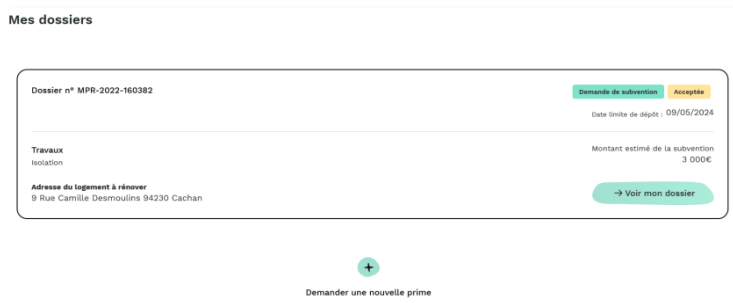 Mes dossiers
Dossier n° MPR-2022-160382
Demande de subvention Acceptée
Date limite de dépôt : 09/05/2024
Travaux
Isolation
Montant estimé de la subvention
3 000€
Adresse du logement à rénover
9 Rue Camille Desmoulins 94230 Cachan
→ Voir mon dossier
+
Demander une nouvelle prime